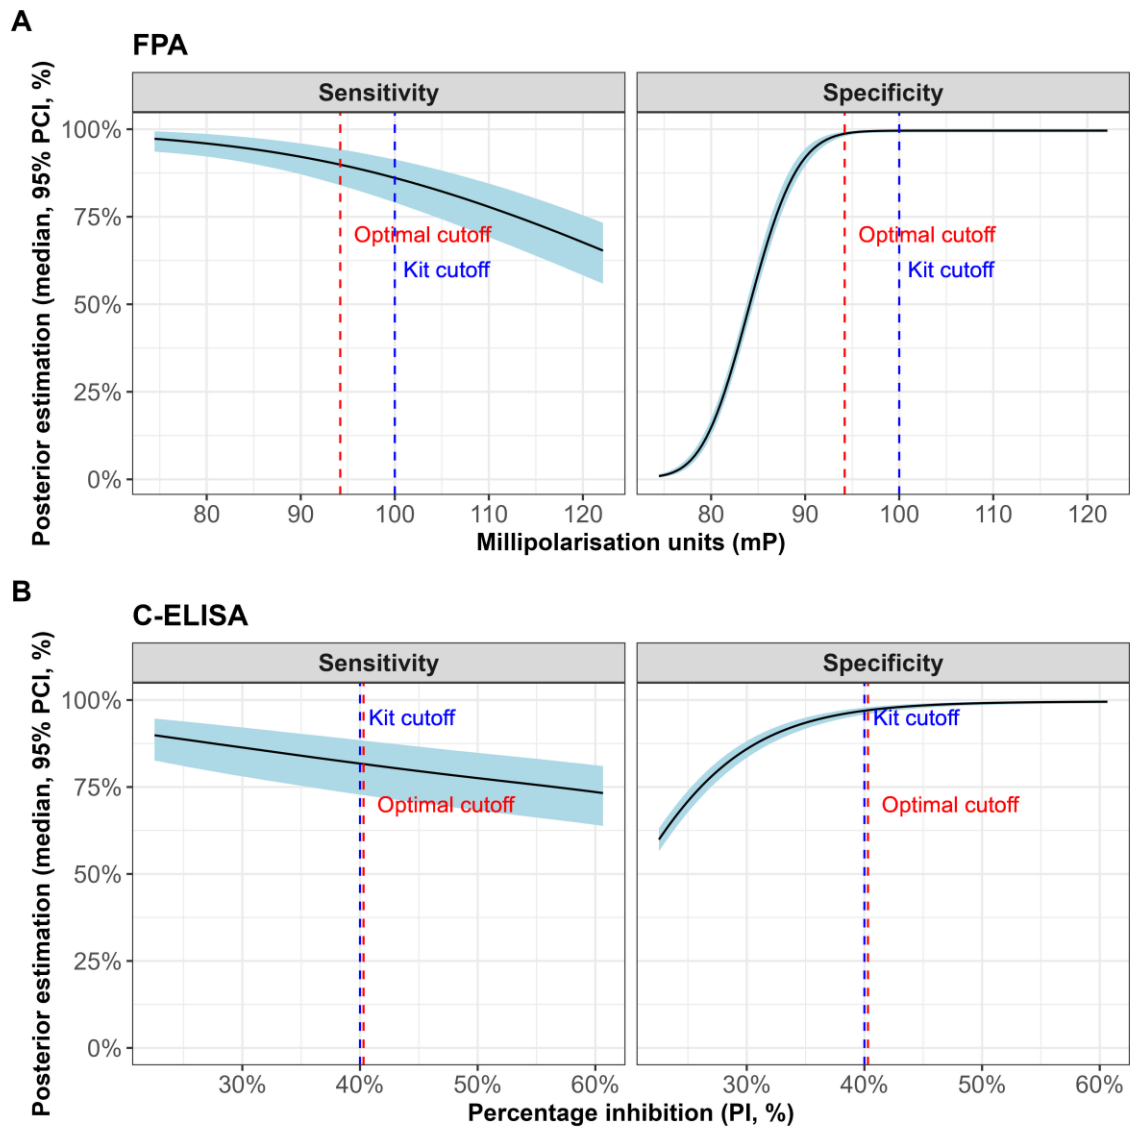 A
FPA
Posterior estimation (median, 95% PCI, %)
Sensitivity
Specificity
100%
75%
50%
25%
0%
Optimal cutoff
Kit cutoff
Optimal cutoff
Kit cutoff
80 90 100 110 120
80 90 100 110 120
Millipolarisation units (mP)
B
C-ELISA
Posterior estimation (median, 95% PCI, %)
Sensitivity
Specificity
100%
75%
50%
25%
0%
Kit cutoff
Optimal cutoff
Kit cutoff
Optimal cutoff
30% 40% 50% 60%
30% 40% 50% 60%
Percentage inhibition (PI, %)